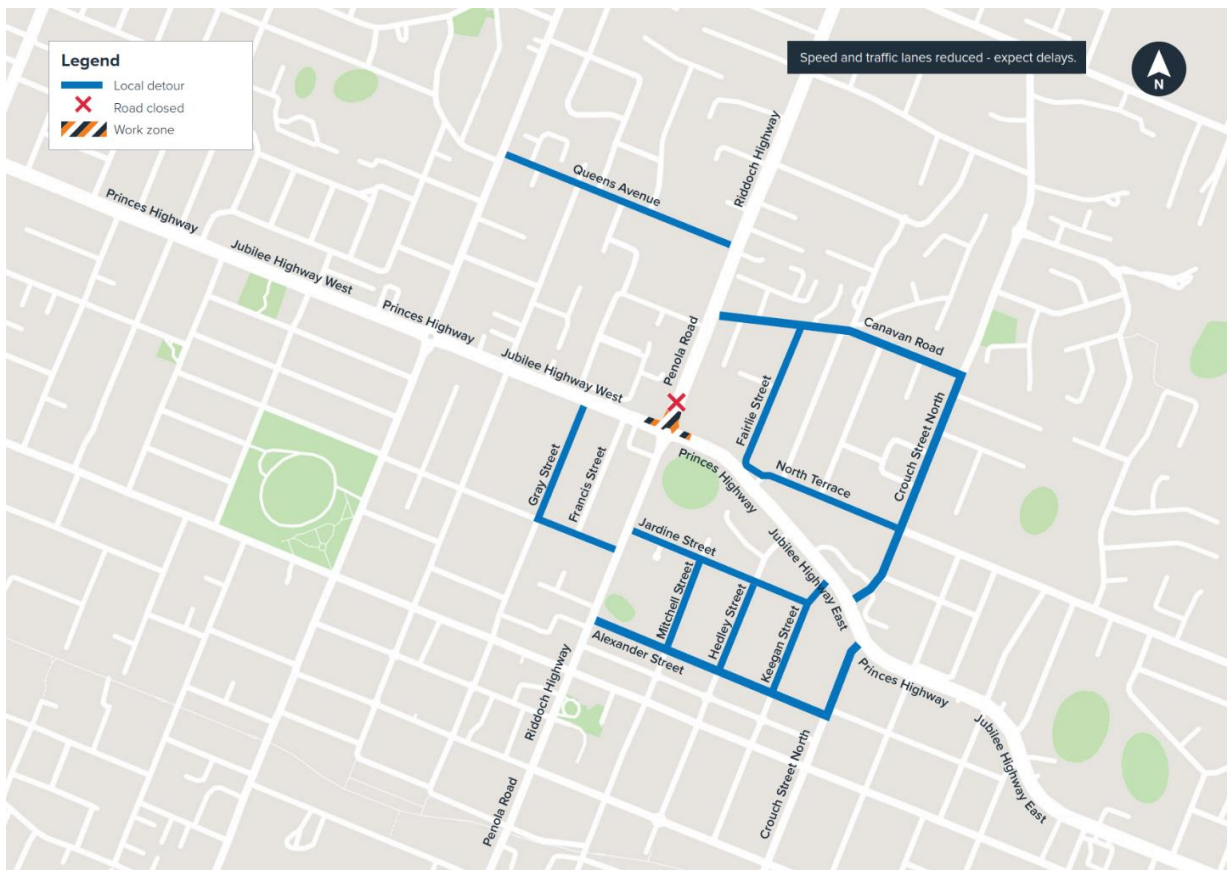 Legend
Local detour
Road closed
Work zone
Speed and traffic lanes reduced - expect delays.
N
Riddoch Highway
Queens Avenue
Princes Highway
Jubilee Highway West
Princes Highway
Jubilee Highway West
Penola Road
Canavan Road
Fairlie Street
Crouch Street North
North Terrace
Gray Street
Francis Street
Princes Highway
Jardine Street
Jubilee Highway East
Mitchell Street
Hedley Street
Keegan Street
Alexander Street
Princes Highway
Riddoch Highway
Jubilee Highway East
Crouch Street North
Penola Road